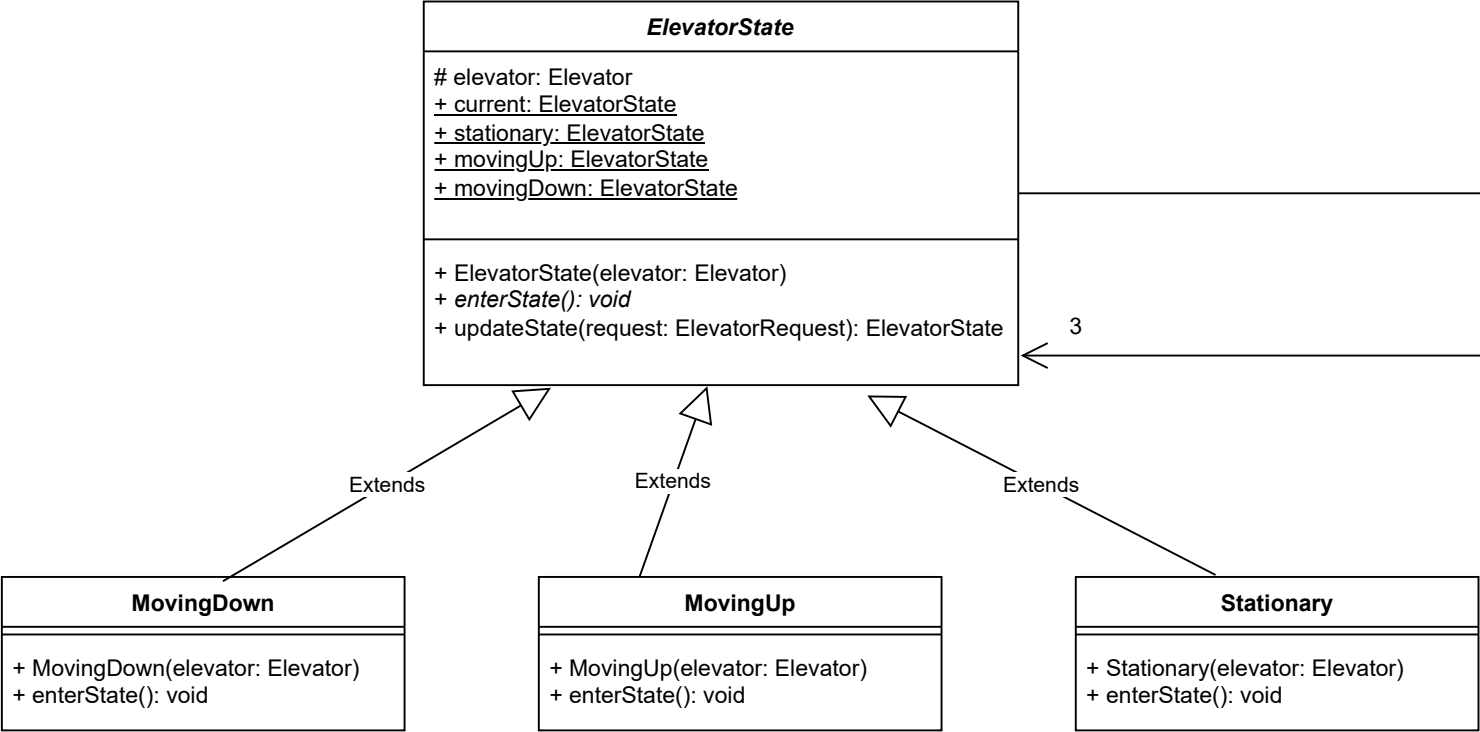 ElevatorState
# elevator: Elevator
+ current: ElevatorState
+ stationary: ElevatorState
+ movingUp: ElevatorState
+ movingDown: ElevatorState
+ ElevatorState(elevator: Elevator)
+ enterState(): void
+ updateState(request: ElevatorRequest): ElevatorState
3
Extends
Extends
Extends
MovingDown
+ MovingDown(elevator: Elevator)
+ enterState(): void
MovingUp
+ MovingUp(elevator: Elevator)
+ enterState(): void
Stationary
+ Stationary(elevator: Elevator)
+ enterState(): void